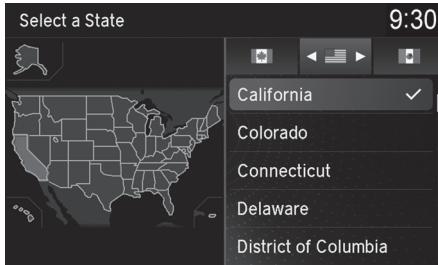 Select a State
9:30
California
Colorado
Connecticut
Delaware
District of Columbia